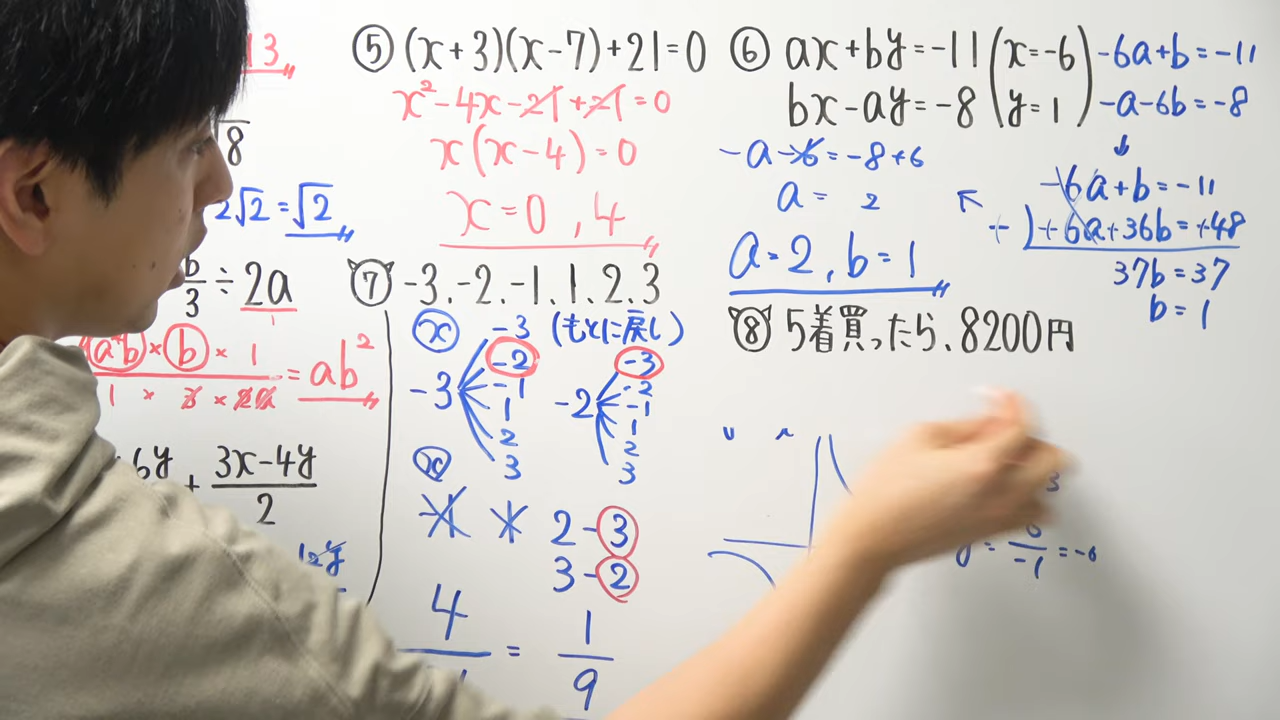 13
√8
2√2=√2
b/3÷2a
(a²b)×(b)×1
1×3×2a
=ab²
6y+(3x-4y)/2
12y
⑤(x+3)(x-7)+21=0
x²-4x-21+21=0
x(x-4)=0
x=0,4
⑥ax+by=-11(x=-6
bx-ay=-8 y=1)
-6a+b=-11
-a-6b=-8
-6a+b=-11
+)+6a+36b=+48
37b=37
b=1
-a-6=-8+6
a=2
a=2,b=1
⑦-3.-2.-1.1.2.3
x (もとに戻し)
-3
-3 -2 -1 1 2 3
-2
-3 -2 -1 1 2 3
x
2-3
3-2
4
=1/9
⑧5着買ったら、8200円
3
y=6/-1=-6